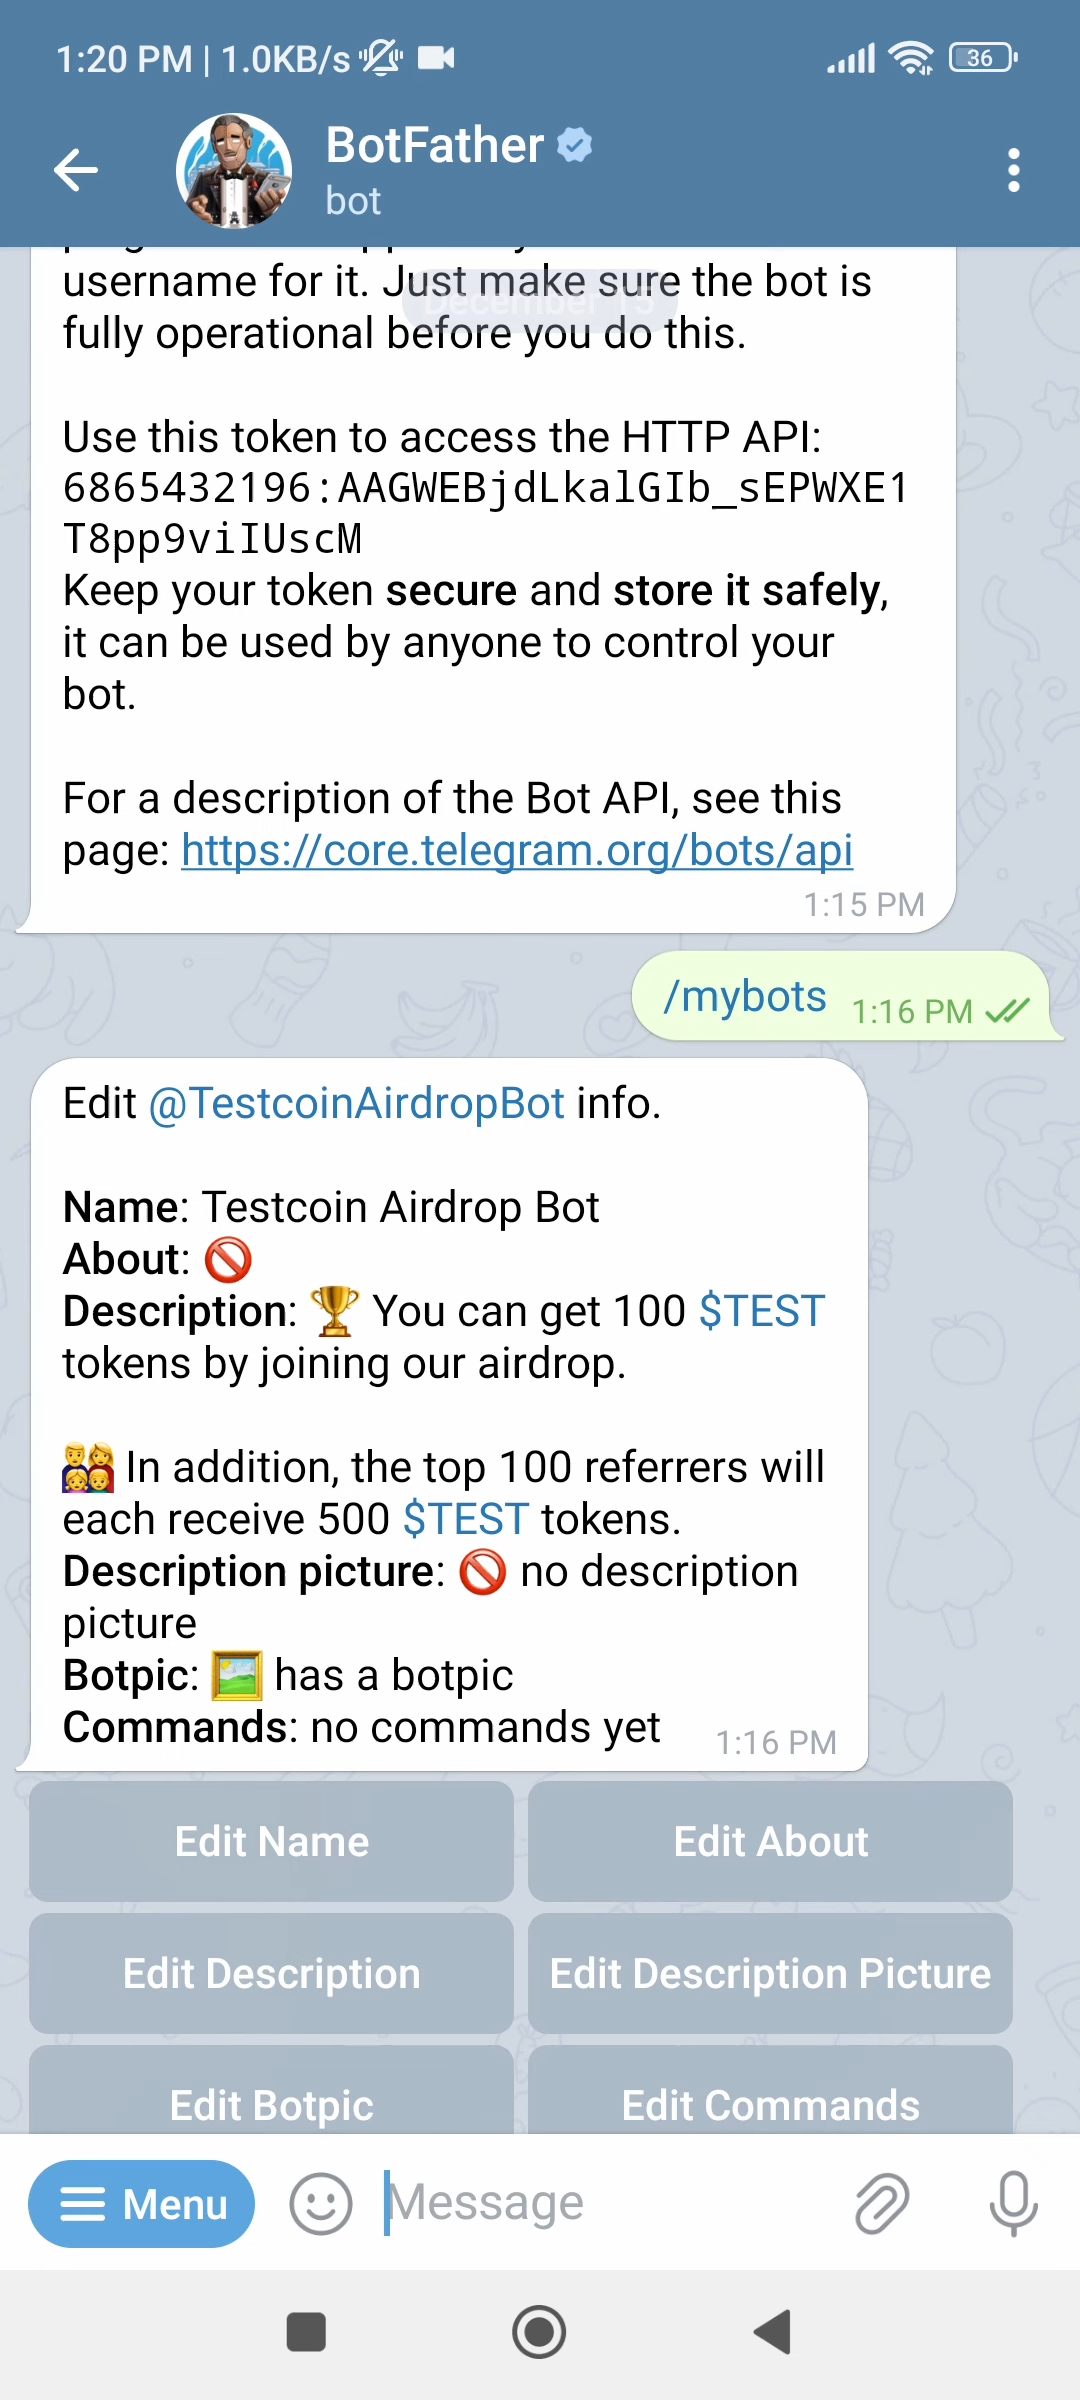 1:20 PM | 1.0KB/s
36
BotFather
bot
username for it. Just make sure the bot is
December 15
fully operational before you do this.
Use this token to access the HTTP API:
6865432196:AAGWEBjdLkalGIb_sEPWXE1
T8pp9viIUscM
Keep your token secure and store it safely,
it can be used by anyone to control your
bot.
For a description of the Bot API, see this
page: https://core.telegram.org/bots/api
1:15 PM
/mybots 1:16 PM
Edit @TestcoinAirdropBot info.
Name: Testcoin Airdrop Bot
About: 🚫
Description: 🏆 You can get 100 $TEST
tokens by joining our airdrop.
👨‍👩‍👧‍👦 In addition, the top 100 referrers will
each receive 500 $TEST tokens.
Description picture: 🚫 no description
picture
Botpic: 🖼 has a botpic
Commands: no commands yet 1:16 PM
Edit Name
Edit About
Edit Description
Edit Description Picture
Edit Botpic
Edit Commands
Menu
Message